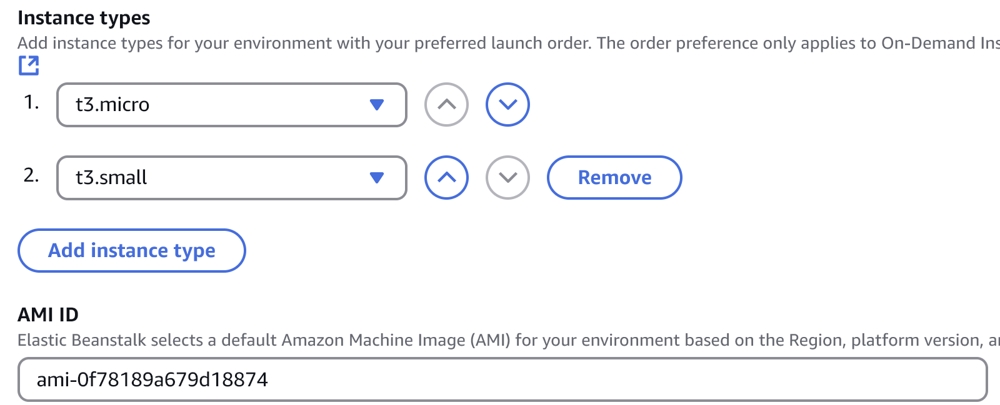 Instance types
Add instance types for your environment with your preferred launch order. The order preference only applies to On-Demand Ins
1. t3.micro
2. t3.small Remove
Add instance type
AMI ID
Elastic Beanstalk selects a default Amazon Machine Image (AMI) for your environment based on the Region, platform version, a
ami-0f78189a679d18874